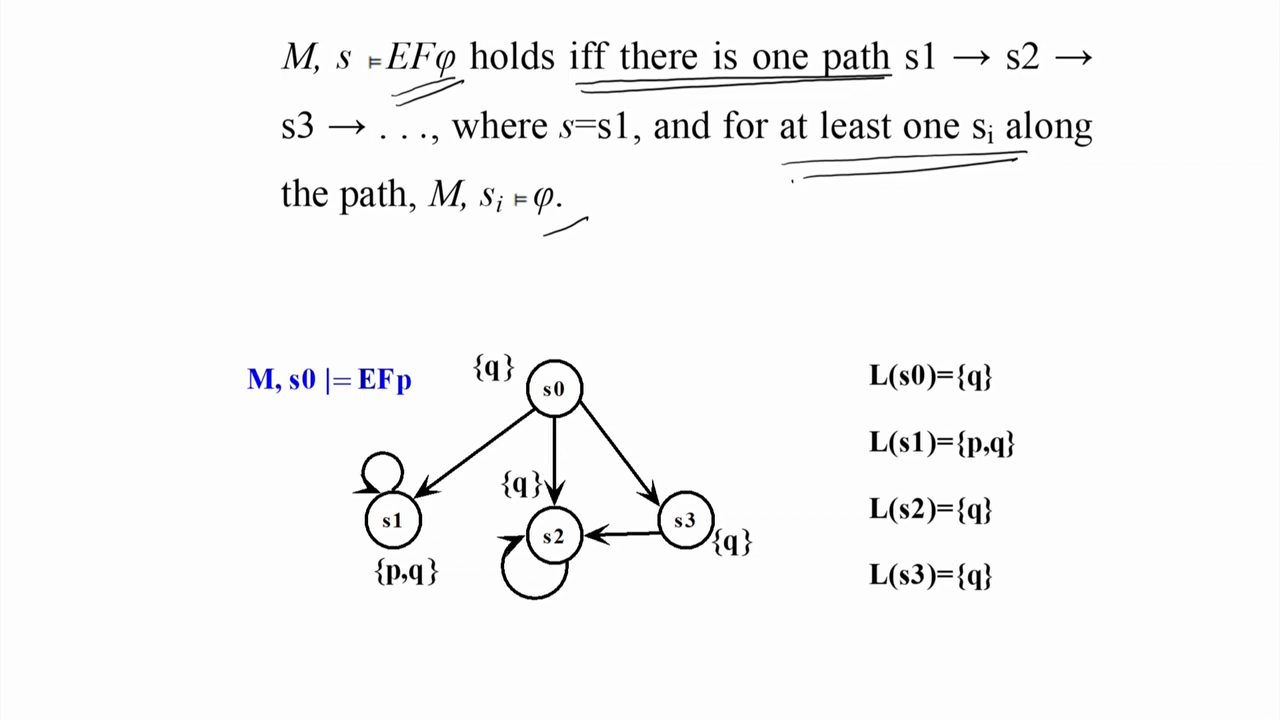 M, s ⊨EFφ holds iff there is one path s1 → s2 →
s3 → . . ., where s=s1, and for at least one si along
the path, M, si ⊨φ.
M, s0 |= EFp
{q}
s0
L(s0)={q}
L(s1)={p,q}
{q}
s1
s2
s3
{q}
{p,q}
L(s2)={q}
L(s3)={q}